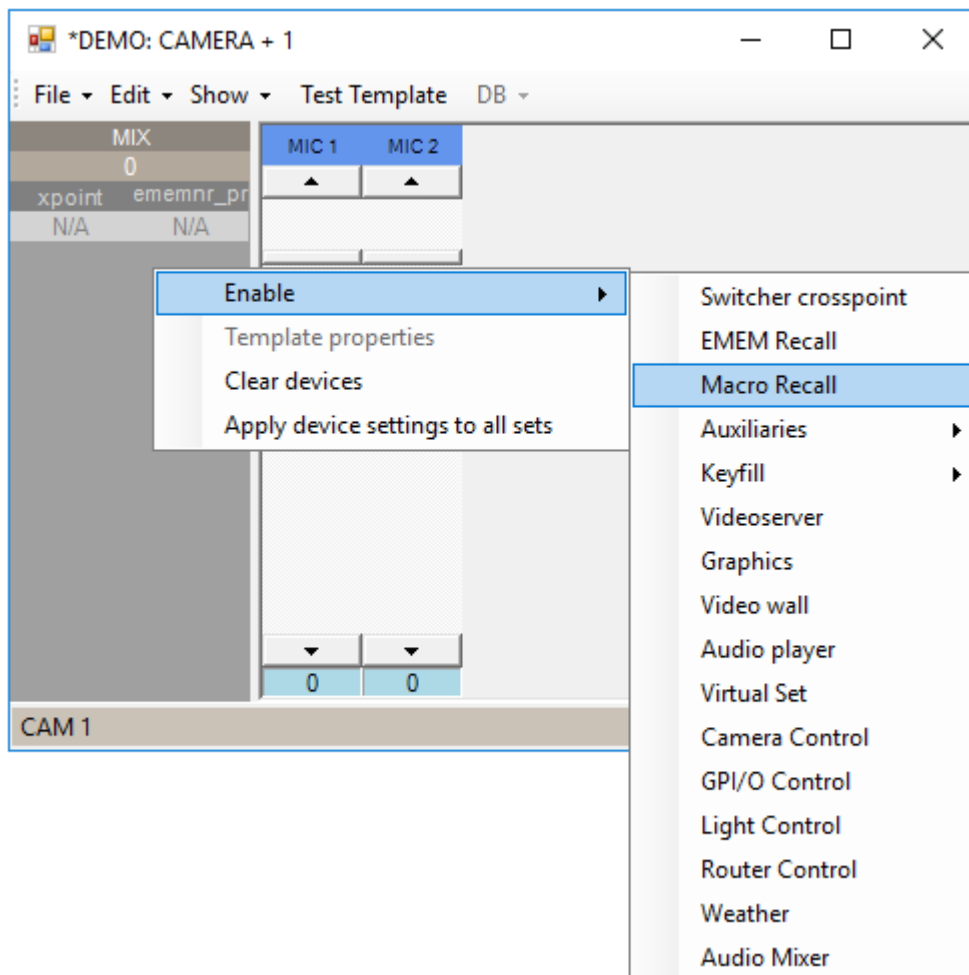 *DEMO: CAMERA + 1
File Edit Show Test Template DB
MIX
0
xpoint ememnr_pr
N/A N/A
MIC 1 MIC 2
Enable
Template properties
Clear devices
Apply device settings to all sets
Switcher crosspoint
EMEM Recall
Macro Recall
Auxiliaries
Keyfill
Videoserver
Graphics
Video wall
Audio player
Virtual Set
Camera Control
GPI/O Control
Light Control
Router Control
Weather
Audio Mixer
0 0
CAM 1